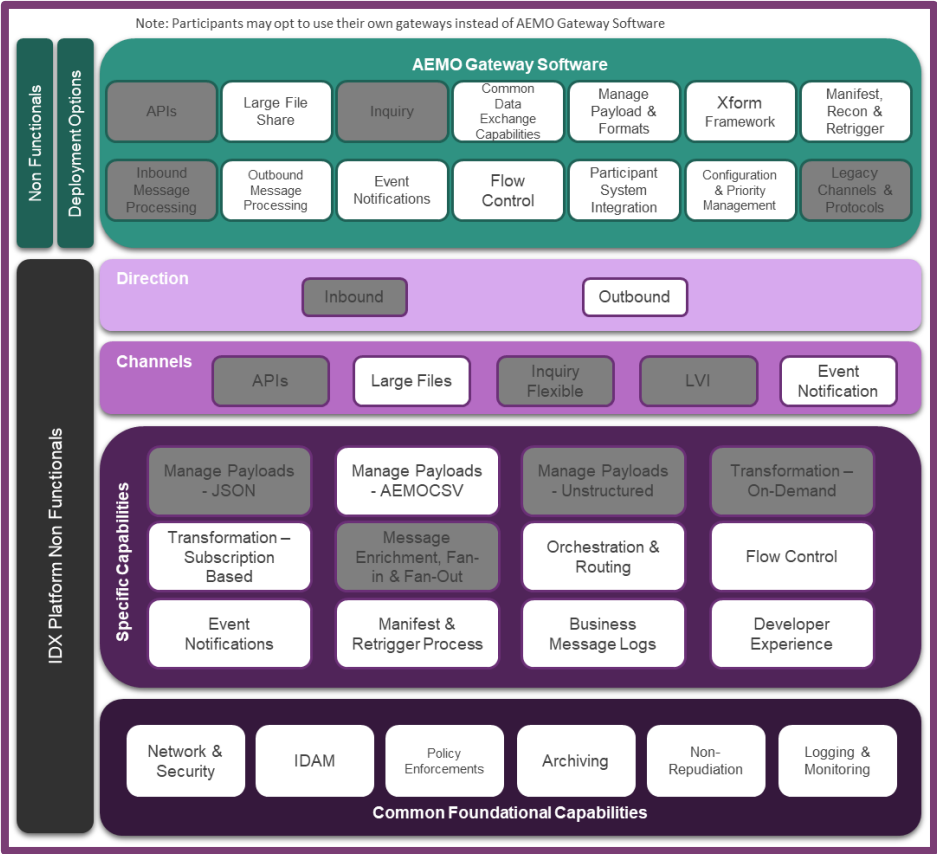 Note: Participants may opt to use their own gateways instead of AEMO Gateway Software
Non Functionals
Deployment Options
AEMO Gateway Software
APIs
Large File
Share
Inquiry
Common
Data
Exchange
Capabilities
Manage
Payload &
Formats
Xform
Framework
Manifest,
Recon &
Retrigger
Inbound
Message
Processing
Outbound
Message
Processing
Event
Notifications
Flow
Control
Participant
System
Integration
Configuration
& Priority
Management
Legacy
Channels &
Protocols
IDX Platform Non Functionals
Direction
Inbound
Outbound
Channels
APIs
Large Files
Inquiry
Flexible
LVI
Event
Notification
Specific Capabilities
Manage Payloads
- JSON
Manage Payloads
- AEMOCSV
Manage Payloads
- Unstructured
Transformation –
On-Demand
Transformation –
Subscription
Based
Message
Enrichment, Fan-
in & Fan-Out
Orchestration &
Routing
Flow Control
Event
Notifications
Manifest &
Retrigger Process
Business
Message Logs
Developer
Experience
Network &
Security
IDAM
Policy
Enforcements
Archiving
Non-
Repudiation
Logging &
Monitoring
Common Foundational Capabilities